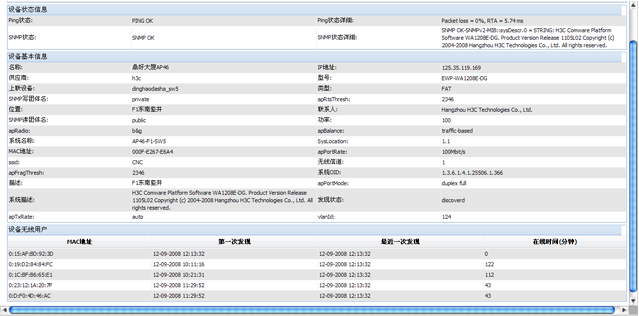 设备状态信息
Ping状态: PING OK Ping状态详细: Packet loss = 0%, RTA = 5.74 ms
SNMP状态: SNMP OK SNMP状态详细: SNMP OK-SNMPv2-MIB::sysDescr.0 = STRING: H3C Comware Platform
Software WA1208E-DG. Product Version Release 1105L02 Copyright (c)
2004-2008 Hangzhou H3C Technologies Co., Ltd. All rights reserved.
设备基本信息
名称: 鼎好大厦AP46 IP地址: 125.35.119.169
供应商: h3c 型号: EWP-WA1208E-DG
上联设备: dinghaodasha_sw5 类型: FAT
SNMP写团体名: private apRtsThresh: 2346
位置: F1东南竖井 联系人: Hangzhou H3C Technologies Co., Ltd.
SNMP读团体名: public 功率: 100
apRadio: b&g apBalance: traffic-based
系统名称: AP46-F1-SW5 SysLocation: 1.1
MAC地址: 000F-E267-E6A4 apPortRate: 100Mbit/s
ssid: CNC 无线信道: 1
apFragThresh: 2346 系统OID: 1.3.6.1.4.1.25506.1.366
描述: F1东南竖井 apPortMode: duplex full
系统描述: H3C Comware Platform Software WA1208E-DG. Product Version Release
1105L02 Copyright (c) 2004-2008 Hangzhou H3C Technologies Co., Ltd. All
rights reserved. 发现状态: discoverd
apTxRate: auto vlanId: 124
设备无线用户
MAC地址 第一次发现 最近一次发现 在线时间(分钟)
0:15:AF:BD:92:3D 12-09-2008 12:13:32 12-09-2008 12:13:32 0
0:19:D2:84:84:FC 12-09-2008 10:11:16 12-09-2008 12:13:32 122
0:1C:BF:B6:65:E1 12-09-2008 10:21:31 12-09-2008 12:13:32 112
0:23:12:1A:20:7F 12-09-2008 11:29:52 12-09-2008 12:13:32 43
0:D:F0:4D:46:AC 12-09-2008 11:29:52 12-09-2008 12:13:32 43